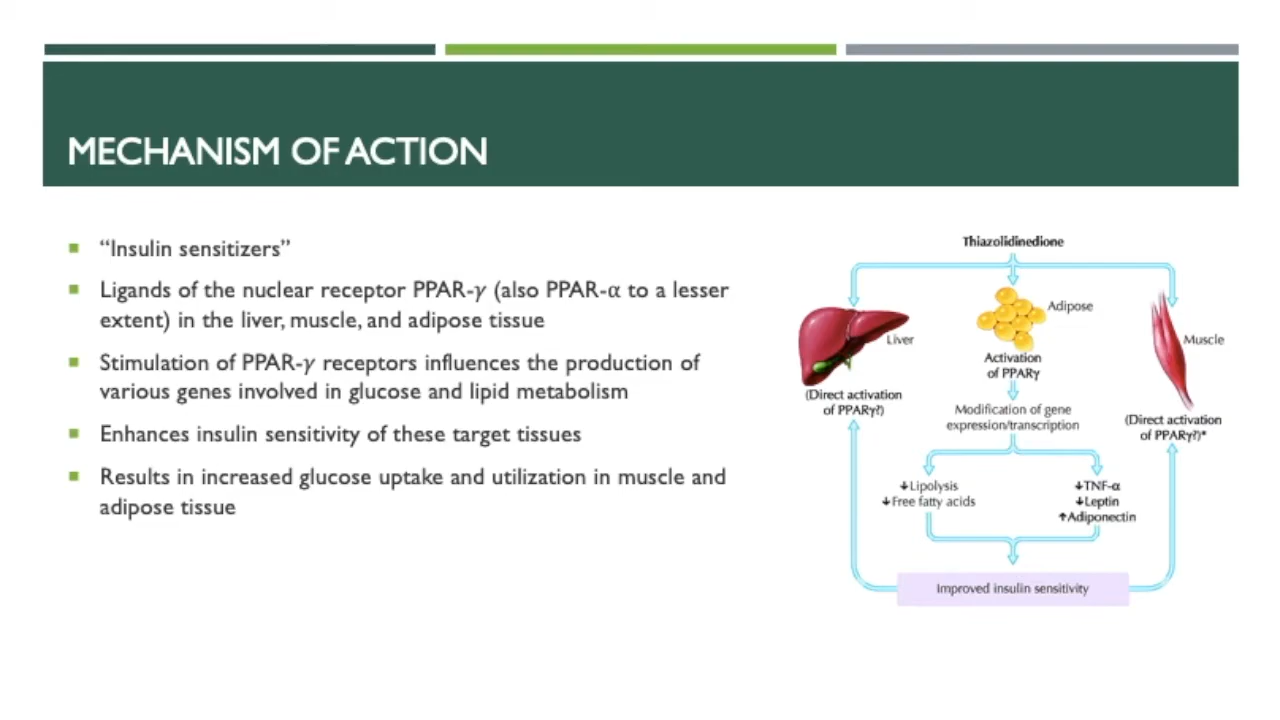 MECHANISM OF ACTION
“Insulin sensitizers”
Ligands of the nuclear receptor PPAR-γ (also PPAR-α to a lesser
extent) in the liver, muscle, and adipose tissue
Stimulation of PPAR-γ receptors influences the production of
various genes involved in glucose and lipid metabolism
Enhances insulin sensitivity of these target tissues
Results in increased glucose uptake and utilization in muscle and
adipose tissue
Thiazolidinedione
Liver
(Direct activation
of PPARγ?)
Adipose
Activation
of PPARγ
Modification of gene
expression/transcription
Muscle
(Direct activation
of PPARγ?)*
↓Lipolysis
↓Free fatty acids
↓TNF-α
↓Leptin
↑Adiponectin
Improved insulin sensitivity